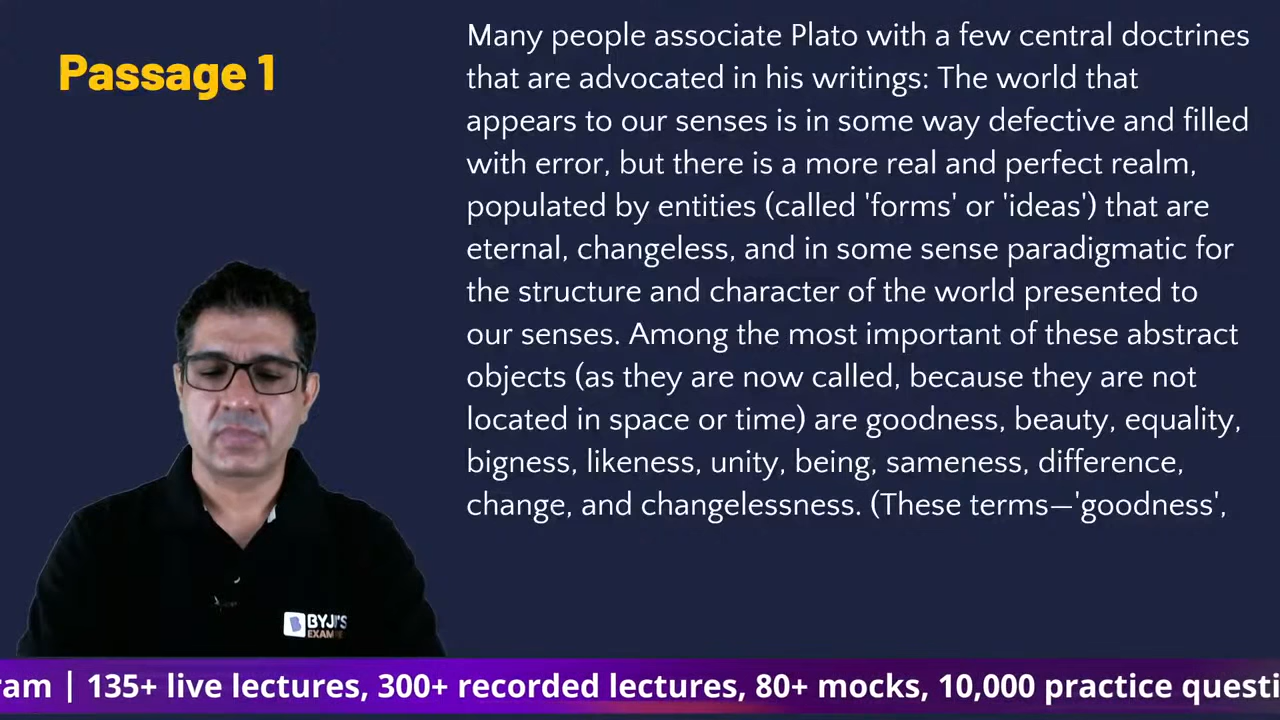 Passage 1
Many people associate Plato with a few central doctrines
that are advocated in his writings: The world that
appears to our senses is in some way defective and filled
with error, but there is a more real and perfect realm,
populated by entities (called 'forms' or 'ideas') that are
eternal, changeless, and in some sense paradigmatic for
the structure and character of the world presented to
our senses. Among the most important of these abstract
objects (as they are now called, because they are not
located in space or time) are goodness, beauty, equality,
bigness, likeness, unity, being, sameness, difference,
change, and changelessness. (These terms—'goodness',
BYJU'S
EXAM
ram | 135+ live lectures, 300+ recorded lectures, 80+ mocks, 10,000 practice questi